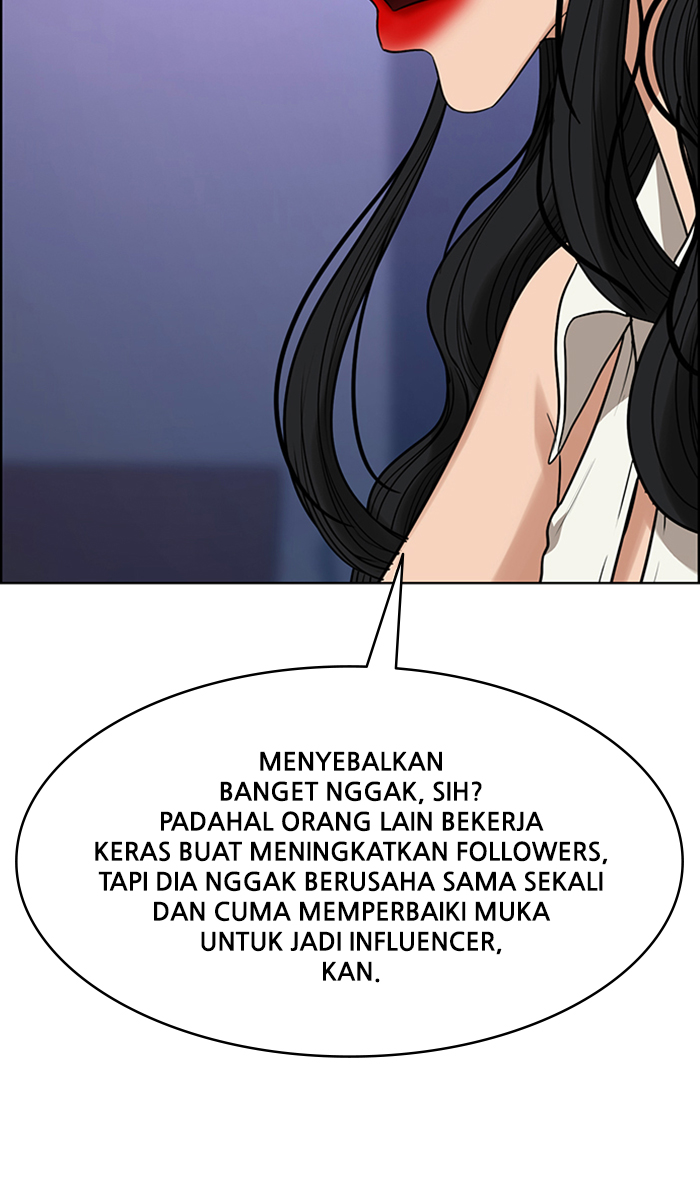 MENYEBALKAN
BANGET NGGAK, SIH?
PADAHAL ORANG LAIN BEKERJA
KERAS BUAT MENINGKATKAN FOLLOWERS,
TAPI DIA NGGAK BERUSAHA SAMA SEKALI
DAN CUMA MEMPERBAIKI MUKA
UNTUK JADI INFLUENCER,
KAN.